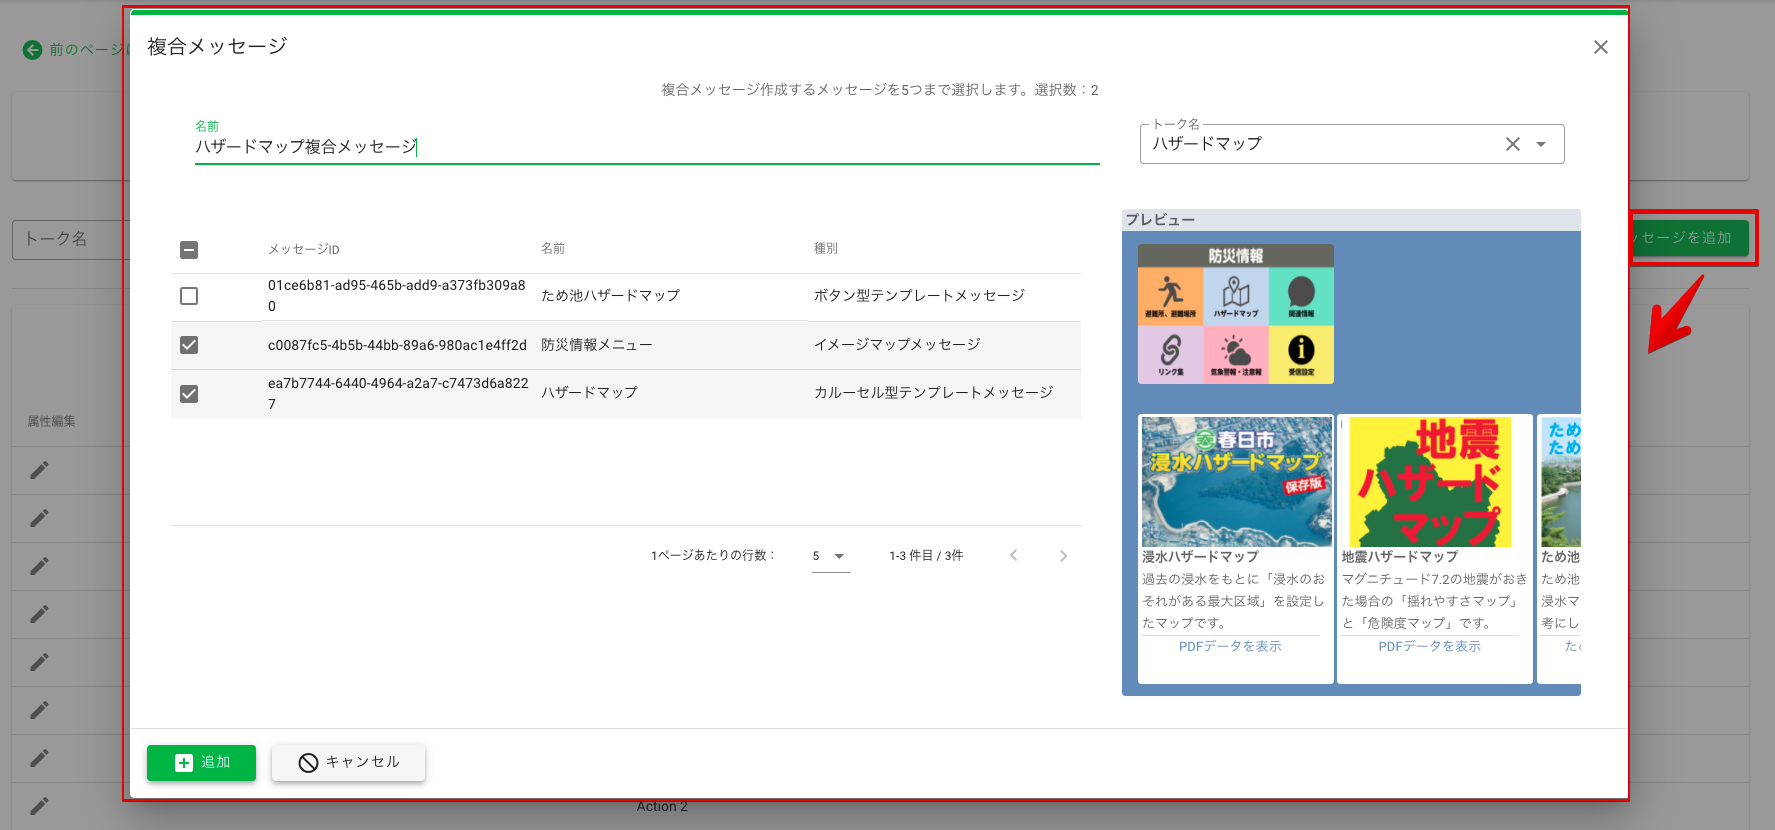 前のページに
複合メッセージ
複合メッセージ作成するメッセージを5つまで選択します。選択数：2
名前
ハザードマップ複合メッセージ
トーク名
ハザードマップ
トーク名
ッセージを追加
メッセージID
名前
種別
01ce6b81-ad95-465b-add9-a373fb309a8
0
ため池ハザードマップ
ボタン型テンプレートメッセージ
c0087fc5-4b5b-44bb-89a6-980ac1e4ff2d
防災情報メニュー
イメージマップメッセージ
ea7b7744-6440-4964-a2a7-c7473d6a822
7
ハザードマップ
カルーセル型テンプレートメッセージ
属性編集
1ページあたりの行数：
5
1-3 件目 / 3件
プレビュー
防災情報
避難所、避難場所
ハザードマップ
関連情報
リンク集
気象警報・注意報
受信設定
春日市
浸水ハザードマップ
保存版
浸水ハザードマップ
過去の浸水をもとに「浸水のお
それがある最大区域」を設定し
たマップです。
PDFデータを表示
地震
ハザード
マップ
地震ハザードマップ
マグニチュード7.2の地震がおき
た場合の「揺れやすさマップ」
と「危険度マップ」です。
PDFデータを表示
ため
ため
ため池
ため池
浸水マ
考にし
た
追加
キャンセル
Action 2